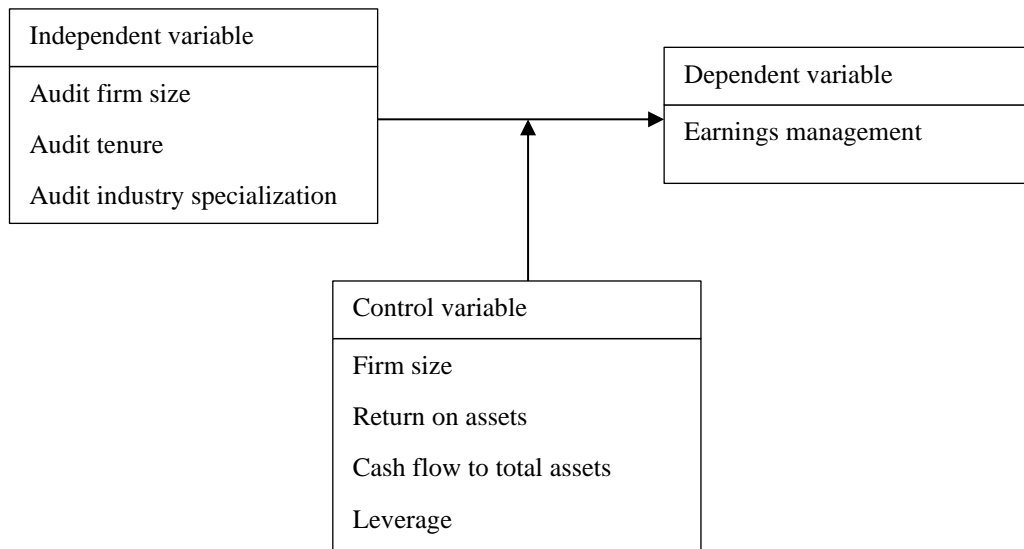 Independent variable
Audit firm size
Audit tenure
Audit industry specialization
Dependent variable
Earnings management
Control variable
Firm size
Return on assets
Cash flow to total assets
Leverage